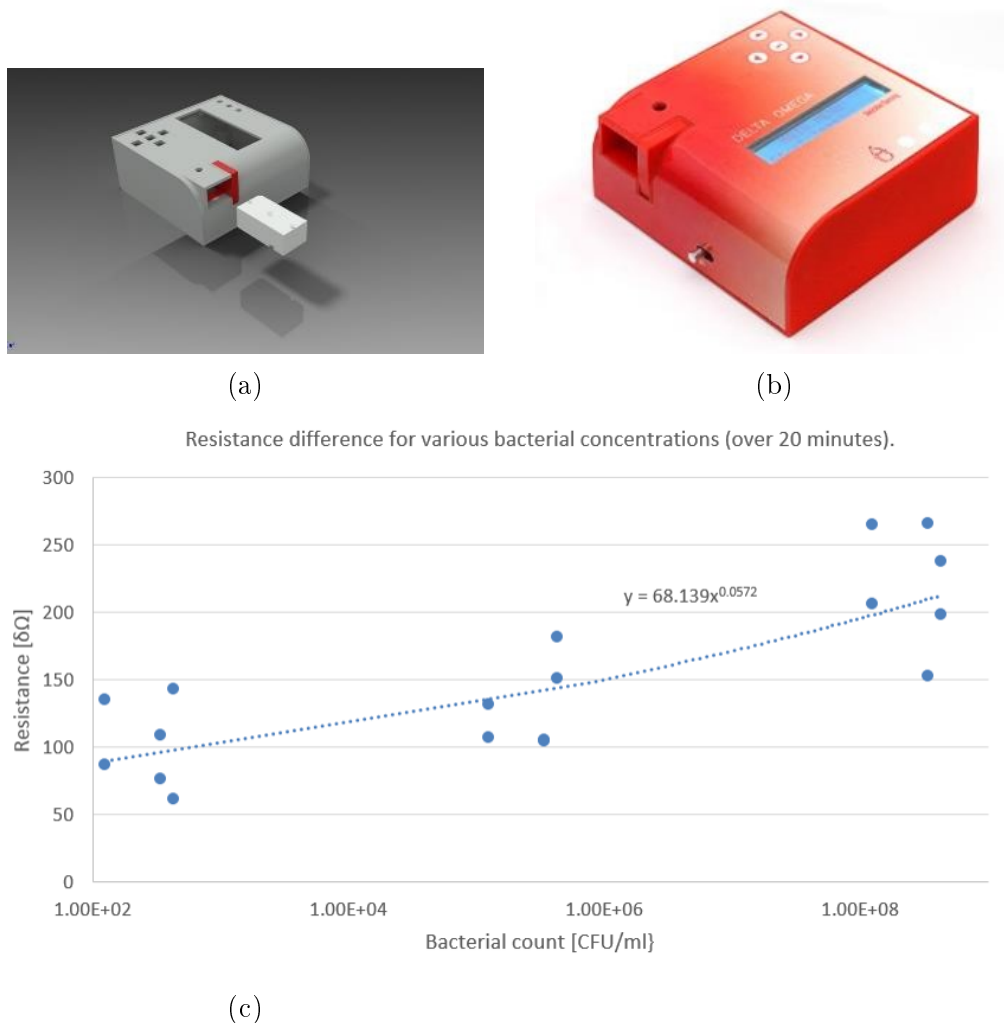 DELTA OMEGA
(a)
(b)
Resistance difference for various bacterial concentrations (over 20 minutes).
300
250
200
150
100
50
0
Resistance [δΩ]
y = 68.139x^0.0572
1.00E+02
1.00E+04
1.00E+06
1.00E+08
Bacterial count [CFU/ml}
(c)